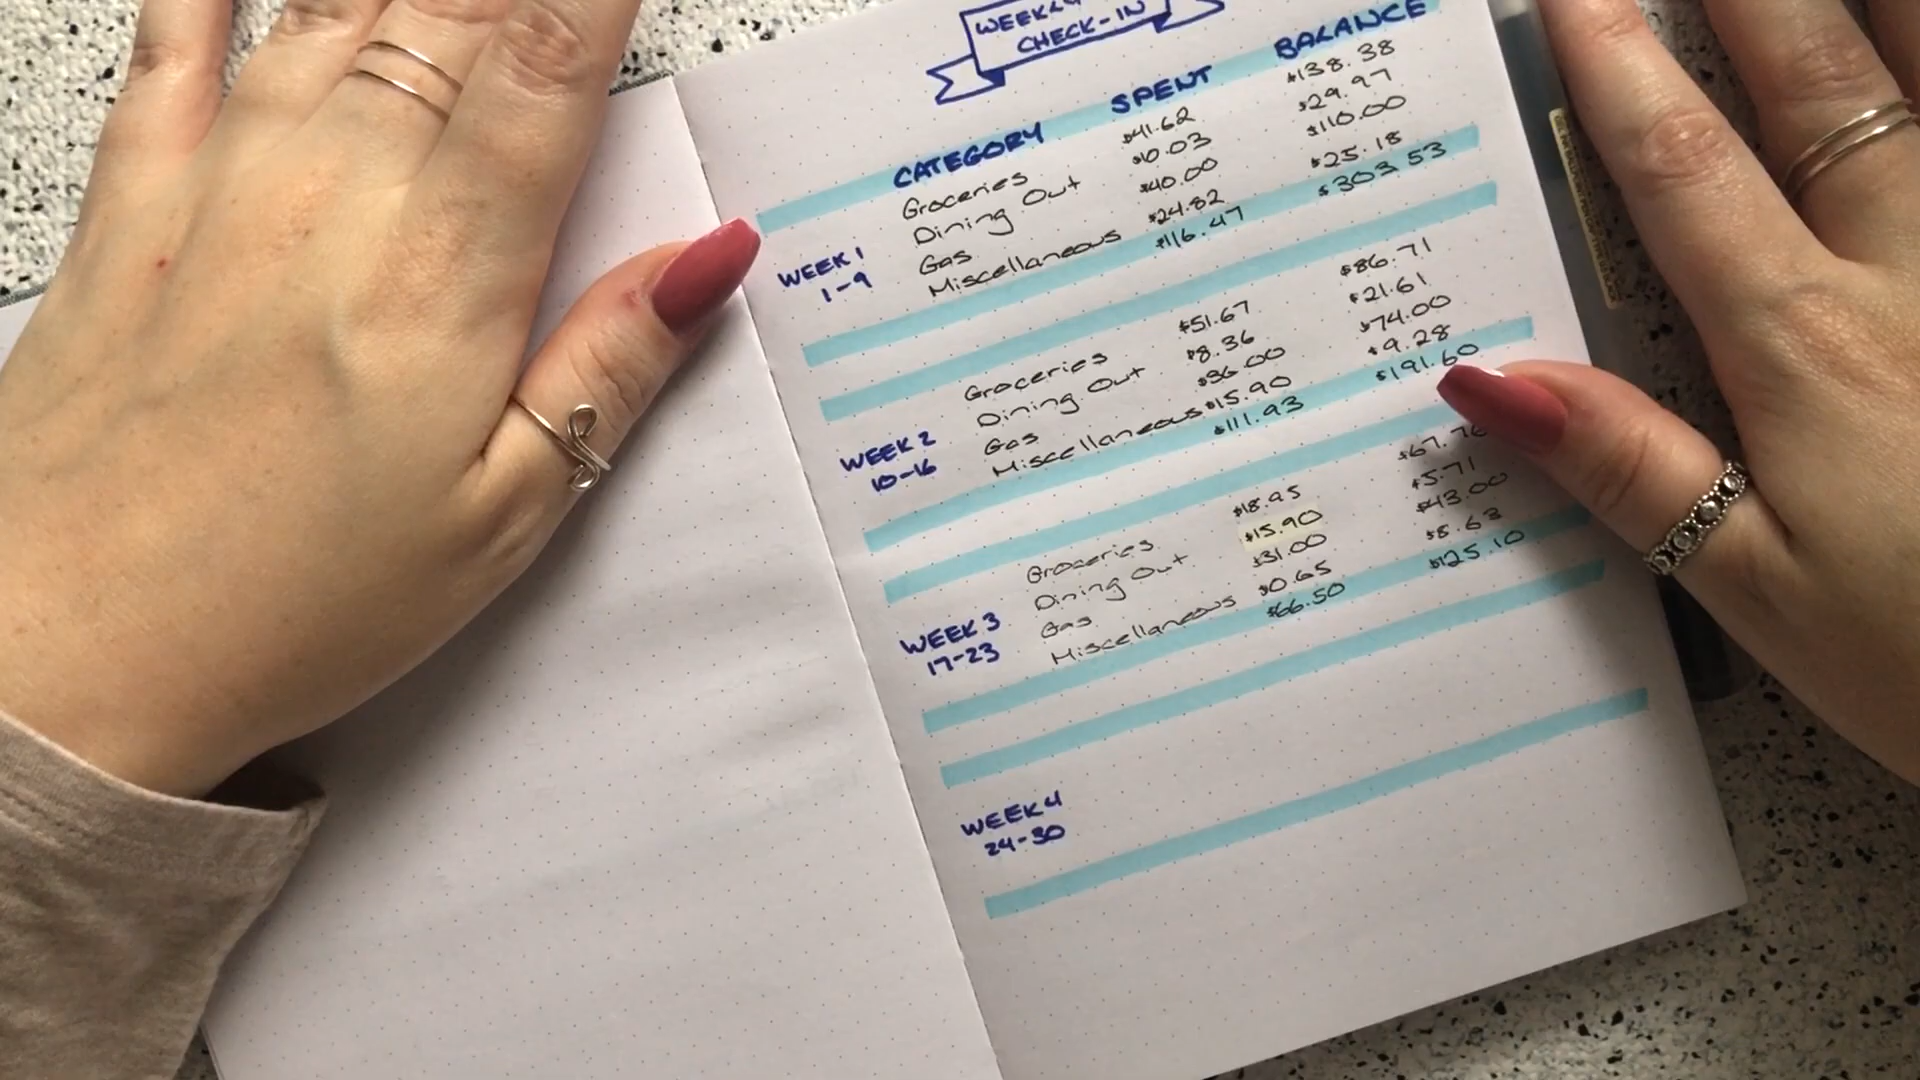 WEEKLY
CHECK-IN
CATEGORY SPENT BALANCE
WEEK 1
1-9
Groceries $41.62 $138.38
Dining Out $10.03 $29.97
Gas $40.00 $110.00
Miscellaneous $24.82 $25.18
$116.47 $303.53
WEEK 2
10-16
Groceries $51.67 $86.71
Dining Out $8.36 $21.61
Gas $36.00 $74.00
Miscellaneous $15.90 $9.28
$111.93 $191.60
WEEK 3
17-23
Groceries $18.95 $67.76
Dining Out $15.90 $5.71
Gas $31.00 $43.00
Miscellaneous $0.65 $8.63
$66.50 $125.10
WEEK 4
24-30